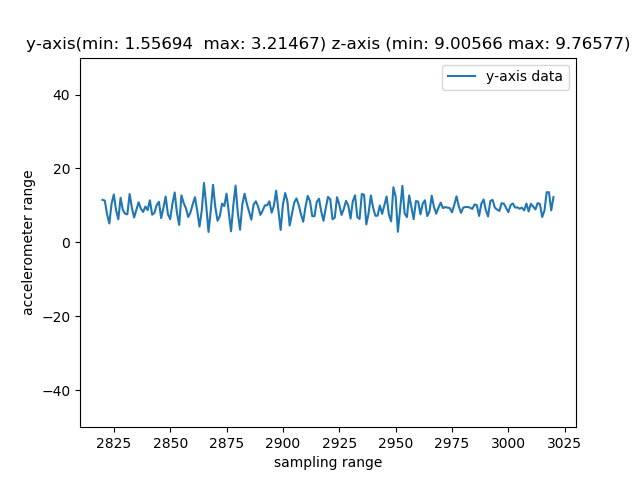 y-axis(min: 1.55694  max: 3.21467) z-axis (min: 9.00566 max: 9.76577)
y-axis data
accelerometer range
40
20
0
−20
−40
2825 2850 2875 2900 2925 2950 2975 3000 3025
sampling range